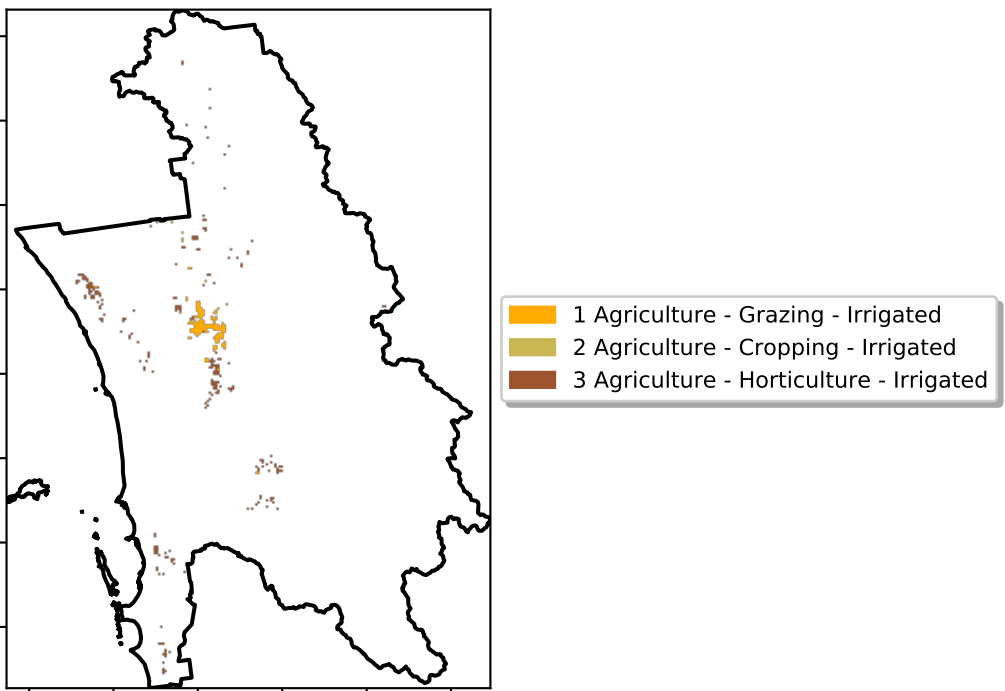 1 Agriculture - Grazing - Irrigated
2 Agriculture - Cropping - Irrigated
3 Agriculture - Horticulture - Irrigated